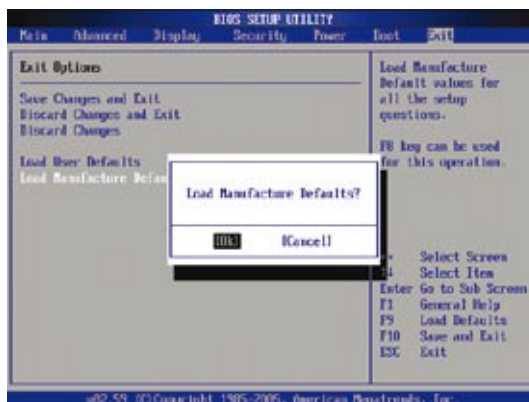 BIOS SETUP UTILITY
Main Advanced Display Security Power Boot Exit
Exit Options
Save Changes and Exit
Discard Changes and Exit
Discard Changes
Load User Defaults
Load Manufacture
Load Manufacture
Default values for
all the setup
questions.
key can be used
for this operation.
Load Manufacture Defaults?
[Ok] [Cancel]
Select Screen
Select Item
Enter Go to Sub Screen
F1 General Help
F9 Load Defaults
F10 Save and Exit
ESC Exit
v02.59 (C)Copyright 1985-2005, American Megatrends, Inc.